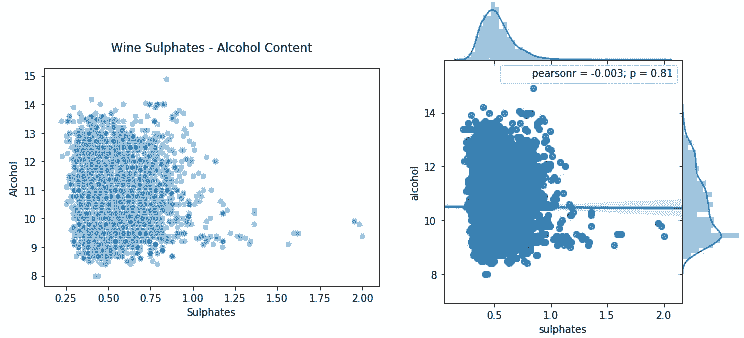 Wine Sulphates - Alcohol Content
Alcohol
15
14
13
12
11
10
9
8
0.25 0.50 0.75 1.00 1.25 1.50 1.75 2.00
Sulphates
pearsonr = -0.003; p = 0.81
alcohol
14
12
10
8
0.5 1.0 1.5 2.0
sulphates